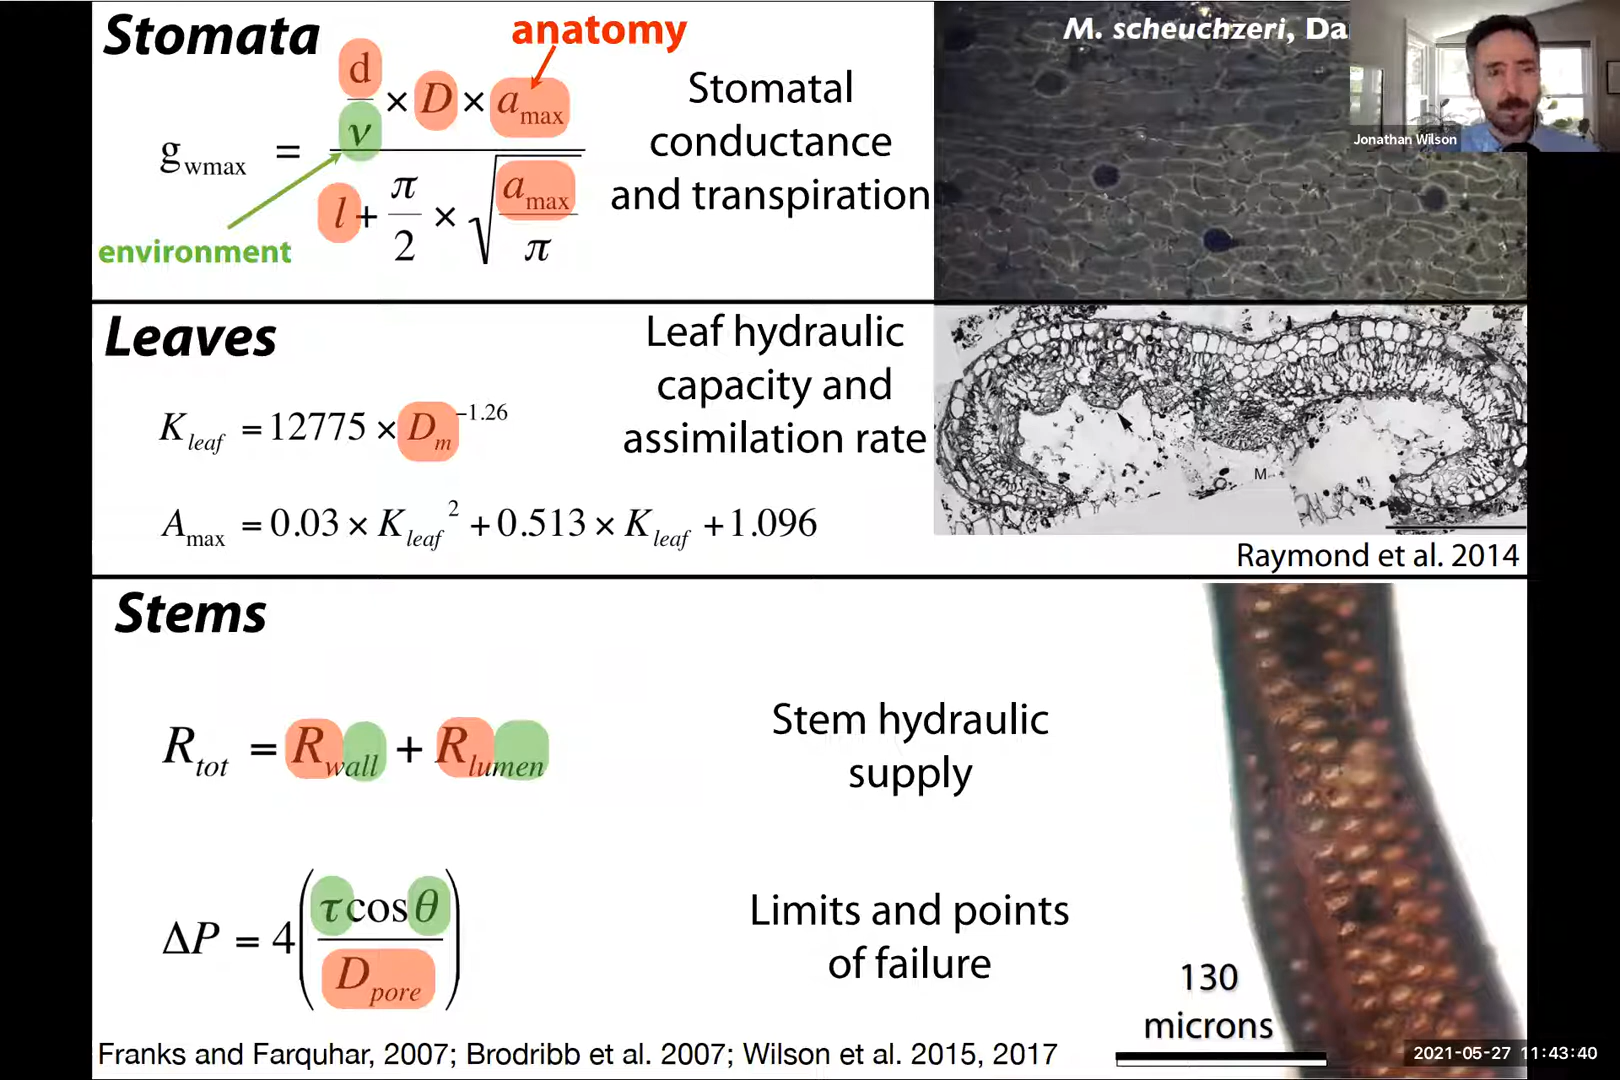 Stomata
anatomy
g_wmax = (d/v × D × a_max) / (l + π/2 × √(a_max/π))
environment
Stomatal
conductance
and transpiration
M. scheuchzeri, Da
Jonathan Wilson
Leaves
K_leaf = 12775 × D_m^−1.26
A_max = 0.03 × K_leaf^2 + 0.513 × K_leaf + 1.096
Leaf hydraulic
capacity and
assimilation rate
M
Raymond et al. 2014
Stems
R_tot = R_wall + R_lumen
Stem hydraulic
supply
ΔP = 4(τcosθ / D_pore)
Limits and points
of failure
130
microns
Franks and Farquhar, 2007; Brodribb et al. 2007; Wilson et al. 2015, 2017
2021-05-27 11:43:40